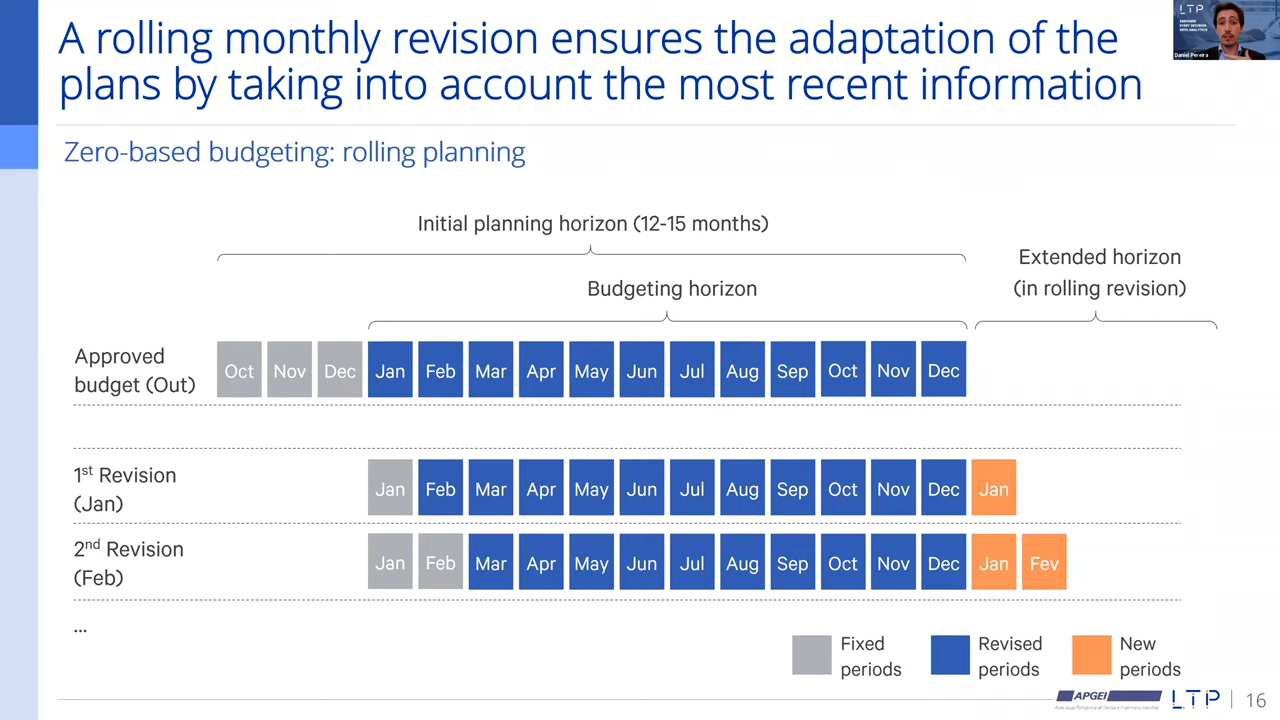 A rolling monthly revision ensures the adaptation of the
plans by taking into account the most recent information
LTP
EMPOWER
EVERY DECISION
WITH ANALYTICS
Daniel Pereira
Zero-based budgeting: rolling planning
Initial planning horizon (12-15 months)
Extended horizon
(in rolling revision)
Budgeting horizon
Approved
budget (Out)
Oct Nov Dec Jan Feb Mar Apr May Jun Jul Aug Sep Oct Nov Dec
1st Revision
(Jan)
Jan Feb Mar Apr May Jun Jul Aug Sep Oct Nov Dec Jan
2nd Revision
(Feb)
Jan Feb Mar Apr May Jun Jul Aug Sep Oct Nov Dec Jan Fev
...
Fixed
periods
Revised
periods
New
periods
APGEI
LTP
16